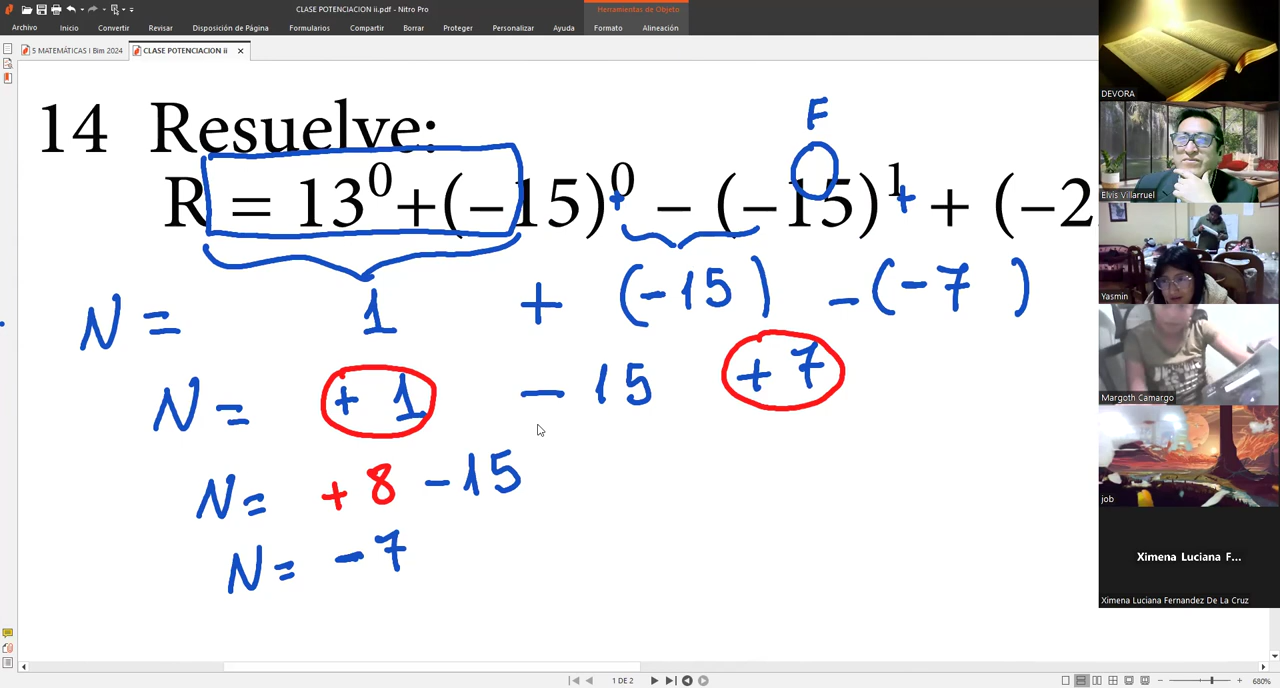 CLASE POTENCIACION ii.pdf - Nitro Pro
Herramientas de Objeto
Archivo Inicio Convertir Revisar Disposición de Página Formularios Compartir Borrar Proteger Personalizar Ayuda Formato Alineación
5 MATEMÁTICAS I Bim 2024 CLASE POTENCIACION ii
14 Resuelve:
F
R = 13⁰+(−15)⁰ − (−15)¹ + (−2
+ +
N = 1 + (-15) -(-7 )
N = + 1 - 15 + 7
N = + 8 - 15
N = - 7
DEVORA
Elvis Villarruel
Yasmin
Margoth Camargo
job
Ximena Luciana F...
Ximena Luciana Fernandez De La Cruz
1 DE 2
680%